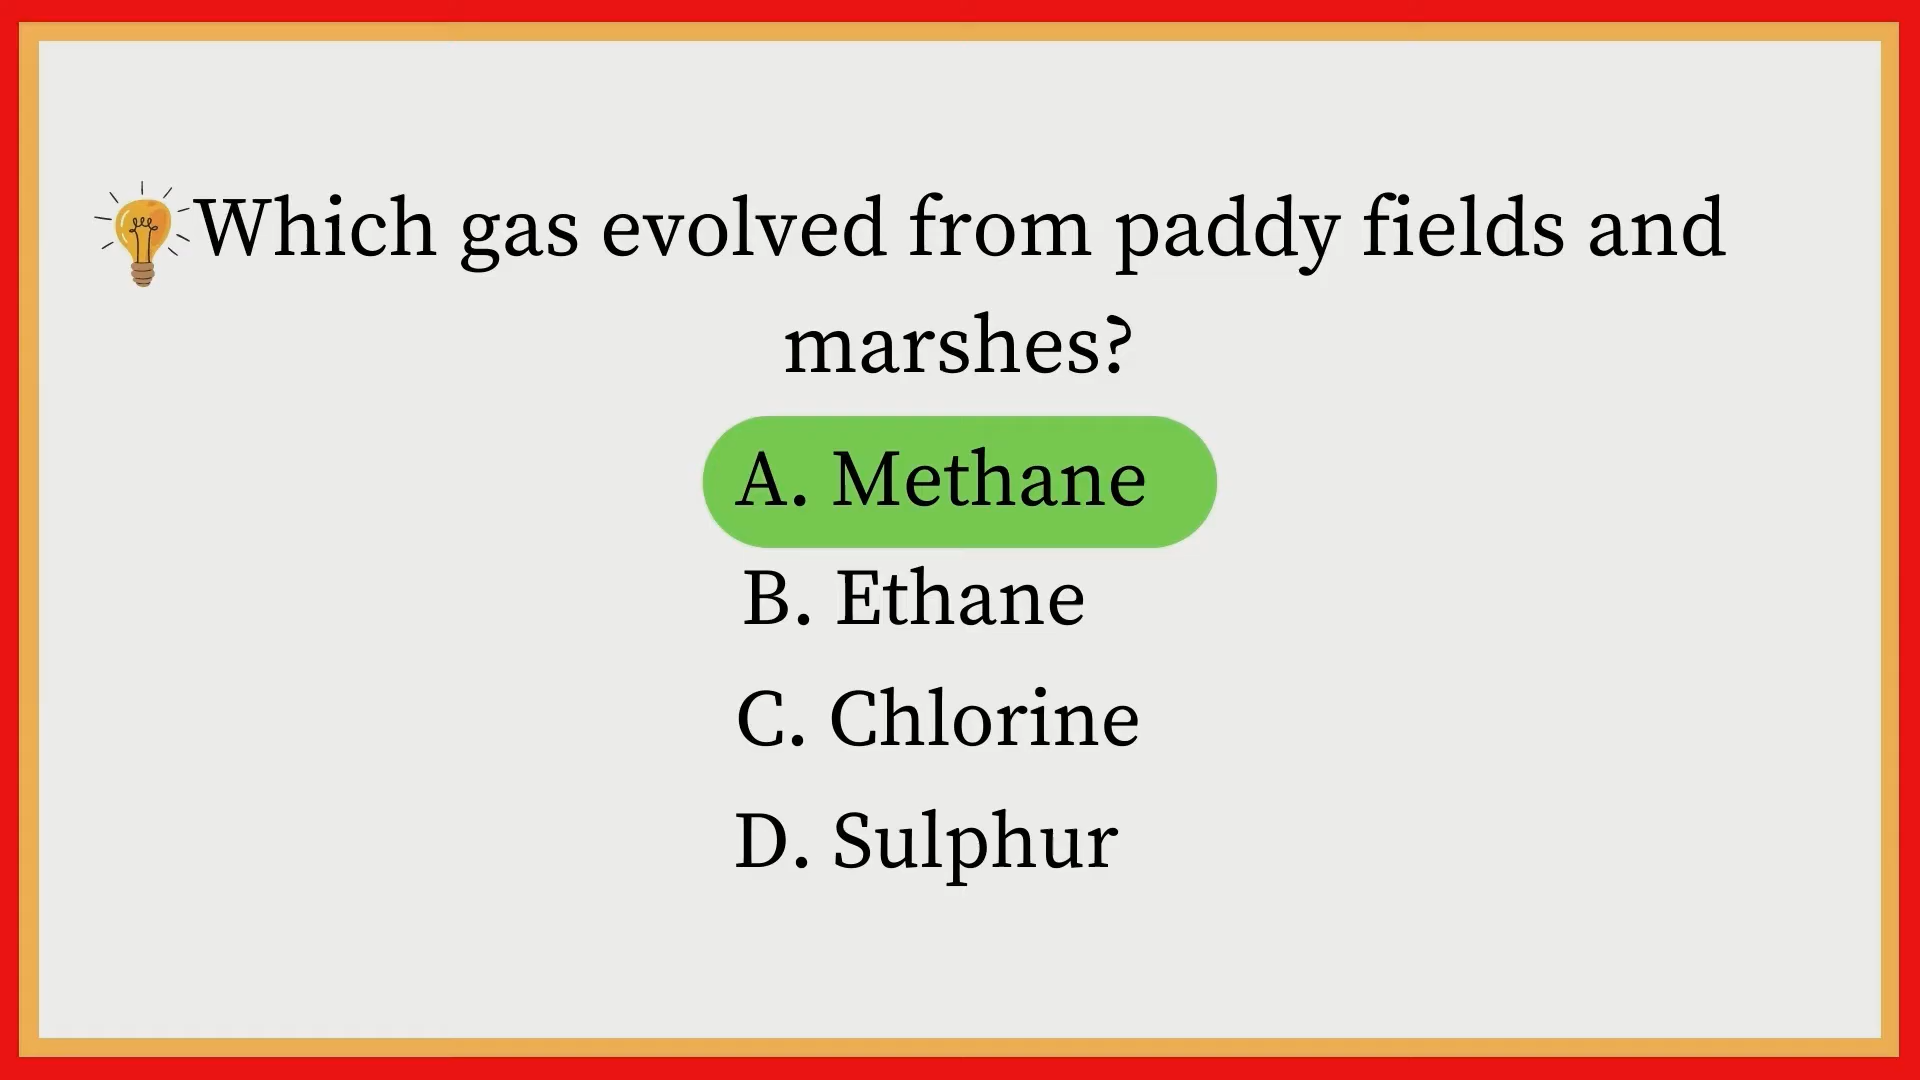 Which gas evolved from paddy fields and
marshes?
A. Methane
B. Ethane
C. Chlorine
D. Sulphur